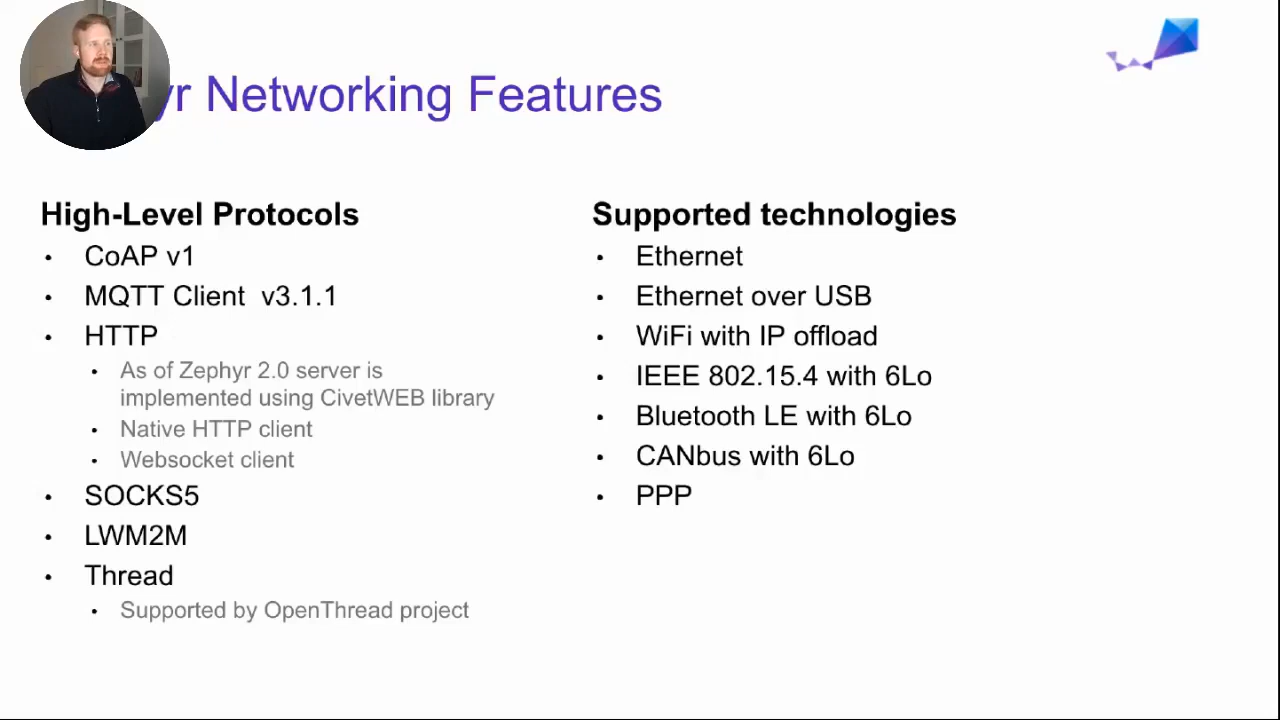 yr Networking Features
High-Level Protocols
• CoAP v1
• MQTT Client v3.1.1
• HTTP
• As of Zephyr 2.0 server is
implemented using CivetWEB library
• Native HTTP client
• Websocket client
• SOCKS5
• LWM2M
• Thread
• Supported by OpenThread project
Supported technologies
• Ethernet
• Ethernet over USB
• WiFi with IP offload
• IEEE 802.15.4 with 6Lo
• Bluetooth LE with 6Lo
• CANbus with 6Lo
• PPP